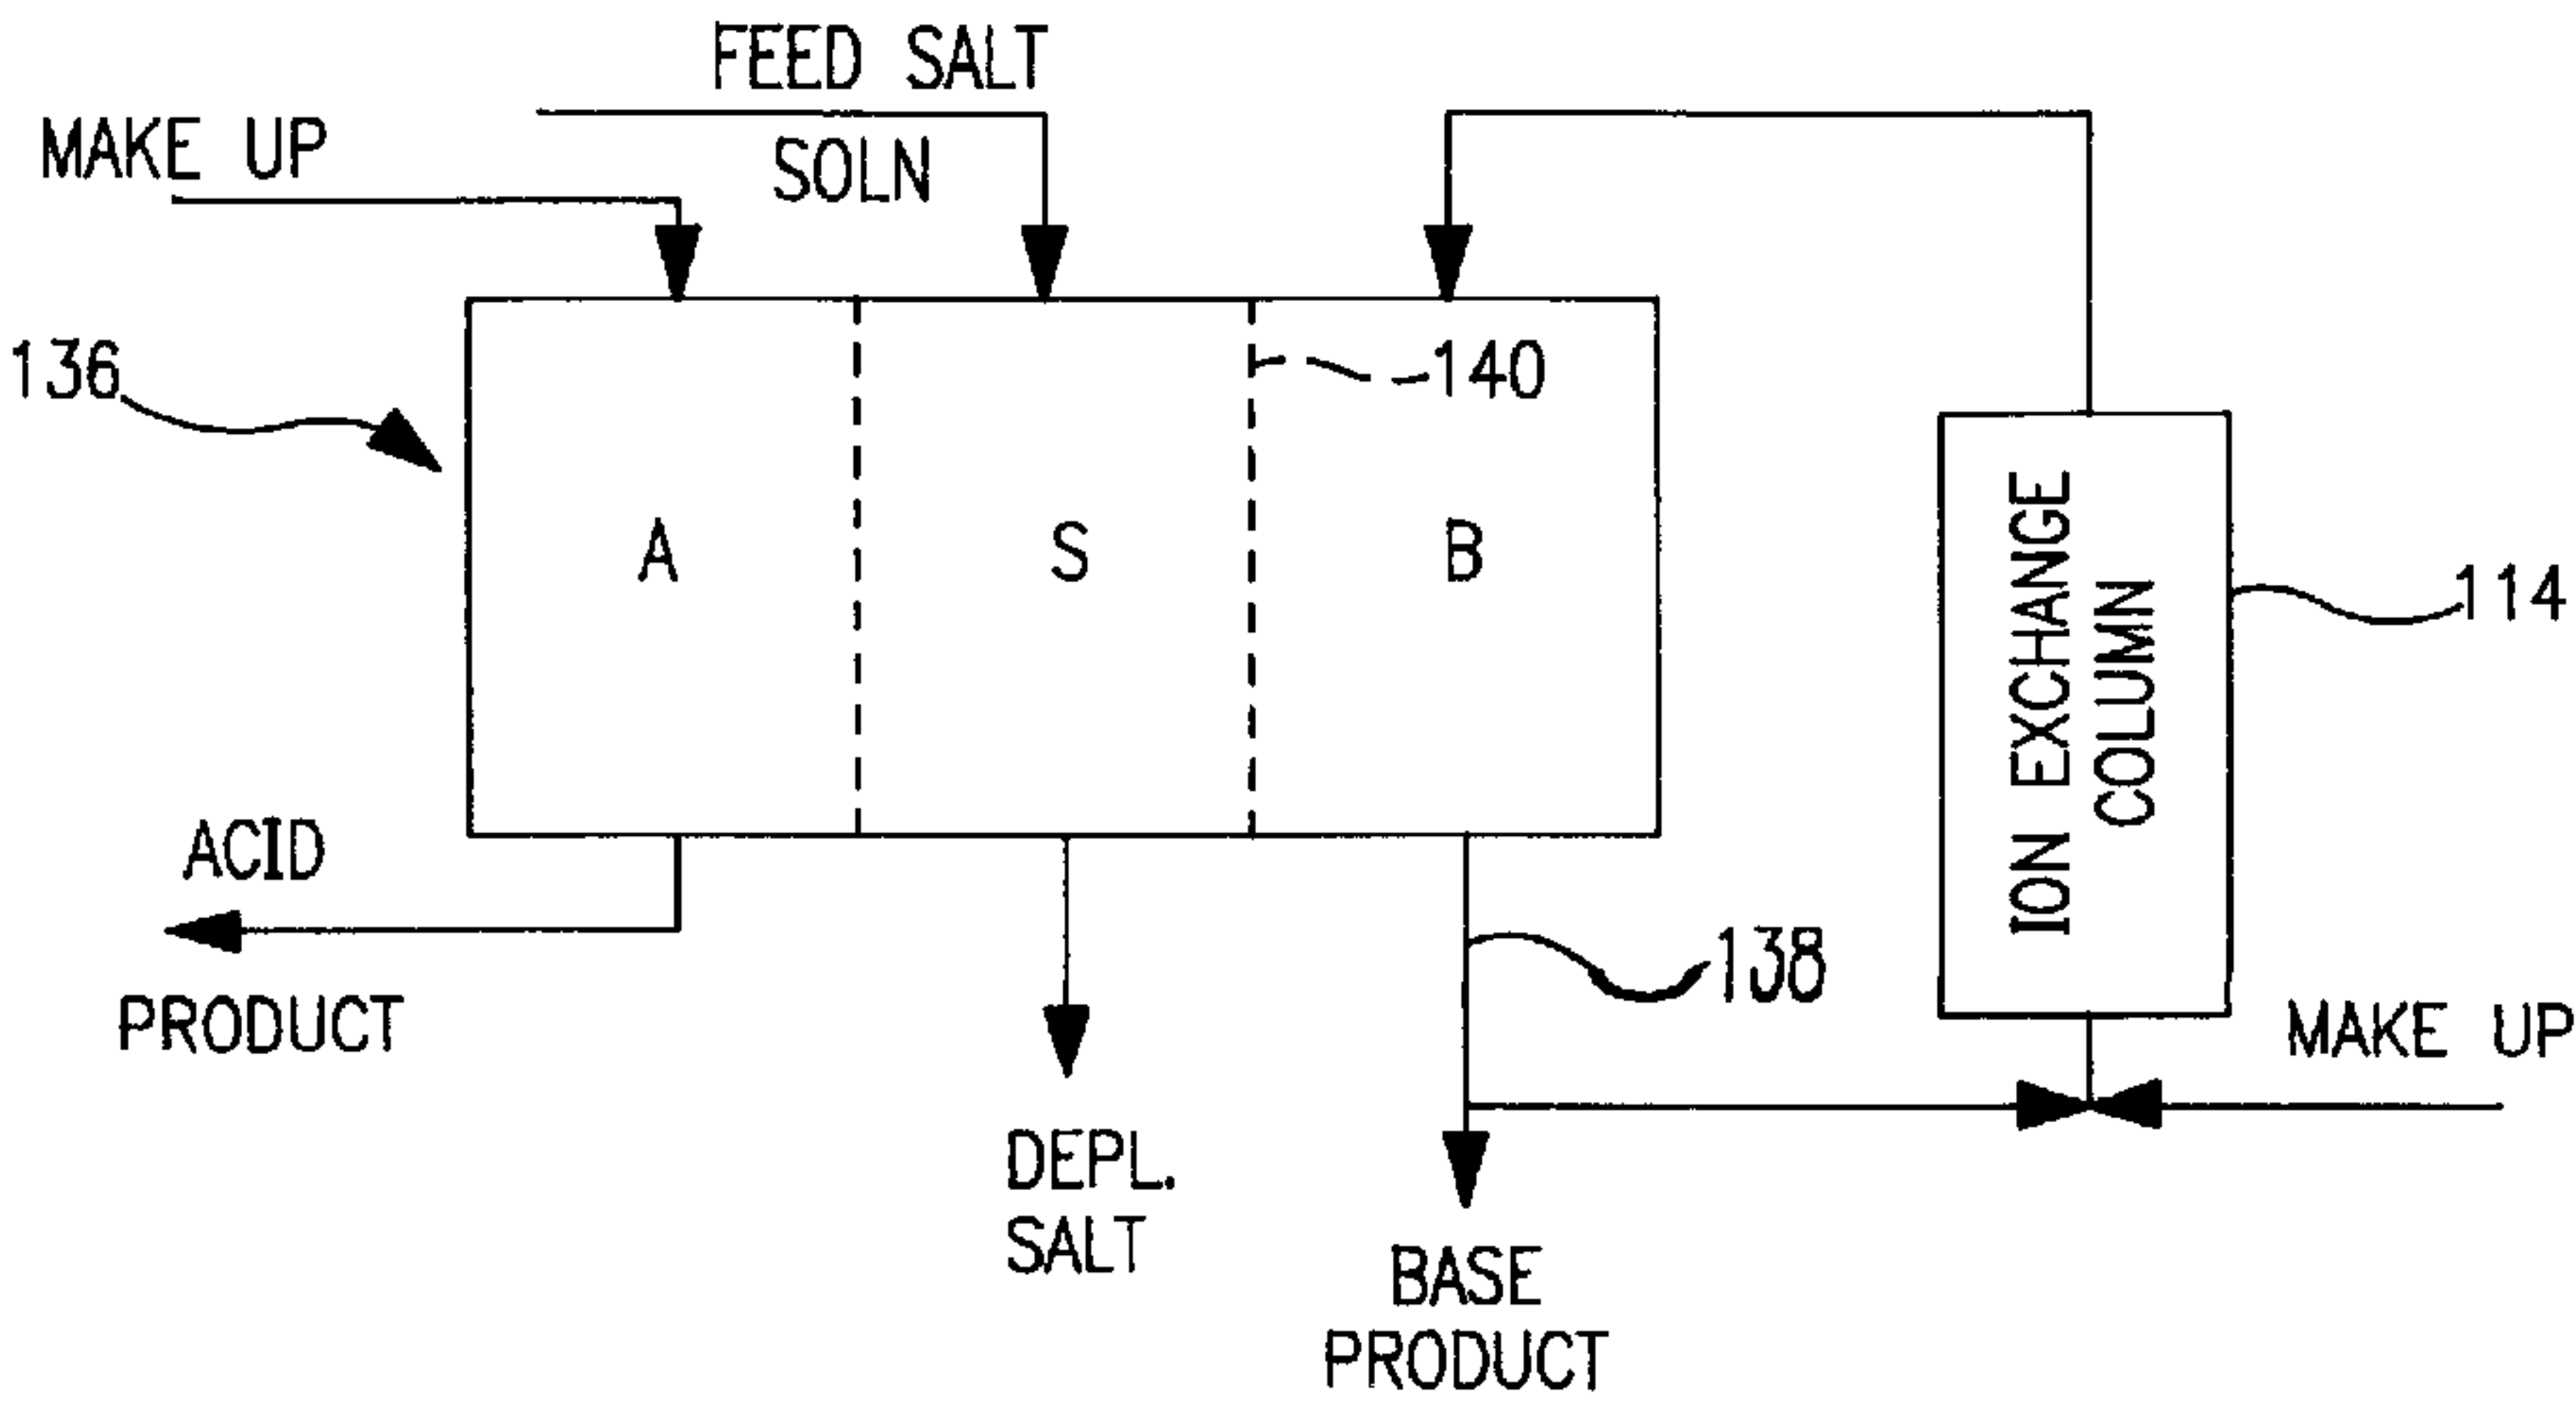 FEED SALT
SOLN
MAKE UP
136
140
A
S
B
ION EXCHANGE
COLUMN
114
ACID
PRODUCT
138
MAKE UP
DEPL.
SALT
BASE
PRODUCT